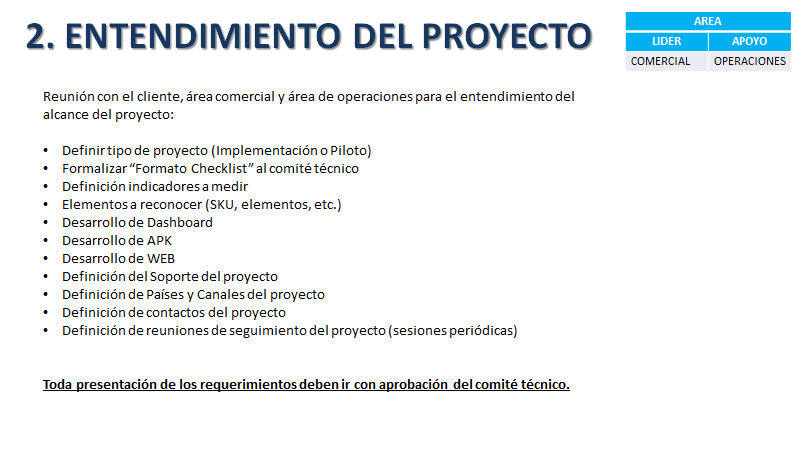 2. ENTENDIMIENTO DEL PROYECTO
AREA
LIDER APOYO
COMERCIAL OPERACIONES
Reunión con el cliente, área comercial y área de operaciones para el entendimiento del
alcance del proyecto:
• Definir tipo de proyecto (Implementación o Piloto)
• Formalizar “Formato Checklist” al comité técnico
• Definición indicadores a medir
• Elementos a reconocer (SKU, elementos, etc.)
• Desarrollo de Dashboard
• Desarrollo de APK
• Desarrollo de WEB
• Definición del Soporte del proyecto
• Definición de Países y Canales del proyecto
• Definición de contactos del proyecto
• Definición de reuniones de seguimiento del proyecto (sesiones periódicas)
Toda presentación de los requerimientos deben ir con aprobación del comité técnico.